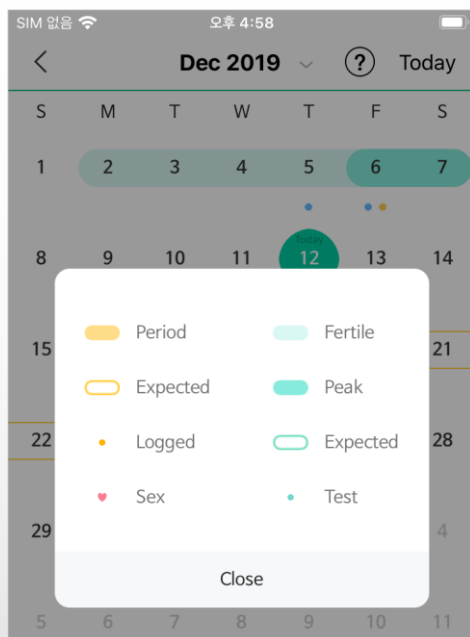 SIM 없음 오후 4:58
Dec 2019 ? Today
S M T W T F S
1 2 3 4 5 6 7
Today
8 9 10 11 12 13 14
Period Fertile
15 21
Expected Peak
Logged Expected
22 28
Sex Test
29 4
Close
5 6 7 8 9 10 11